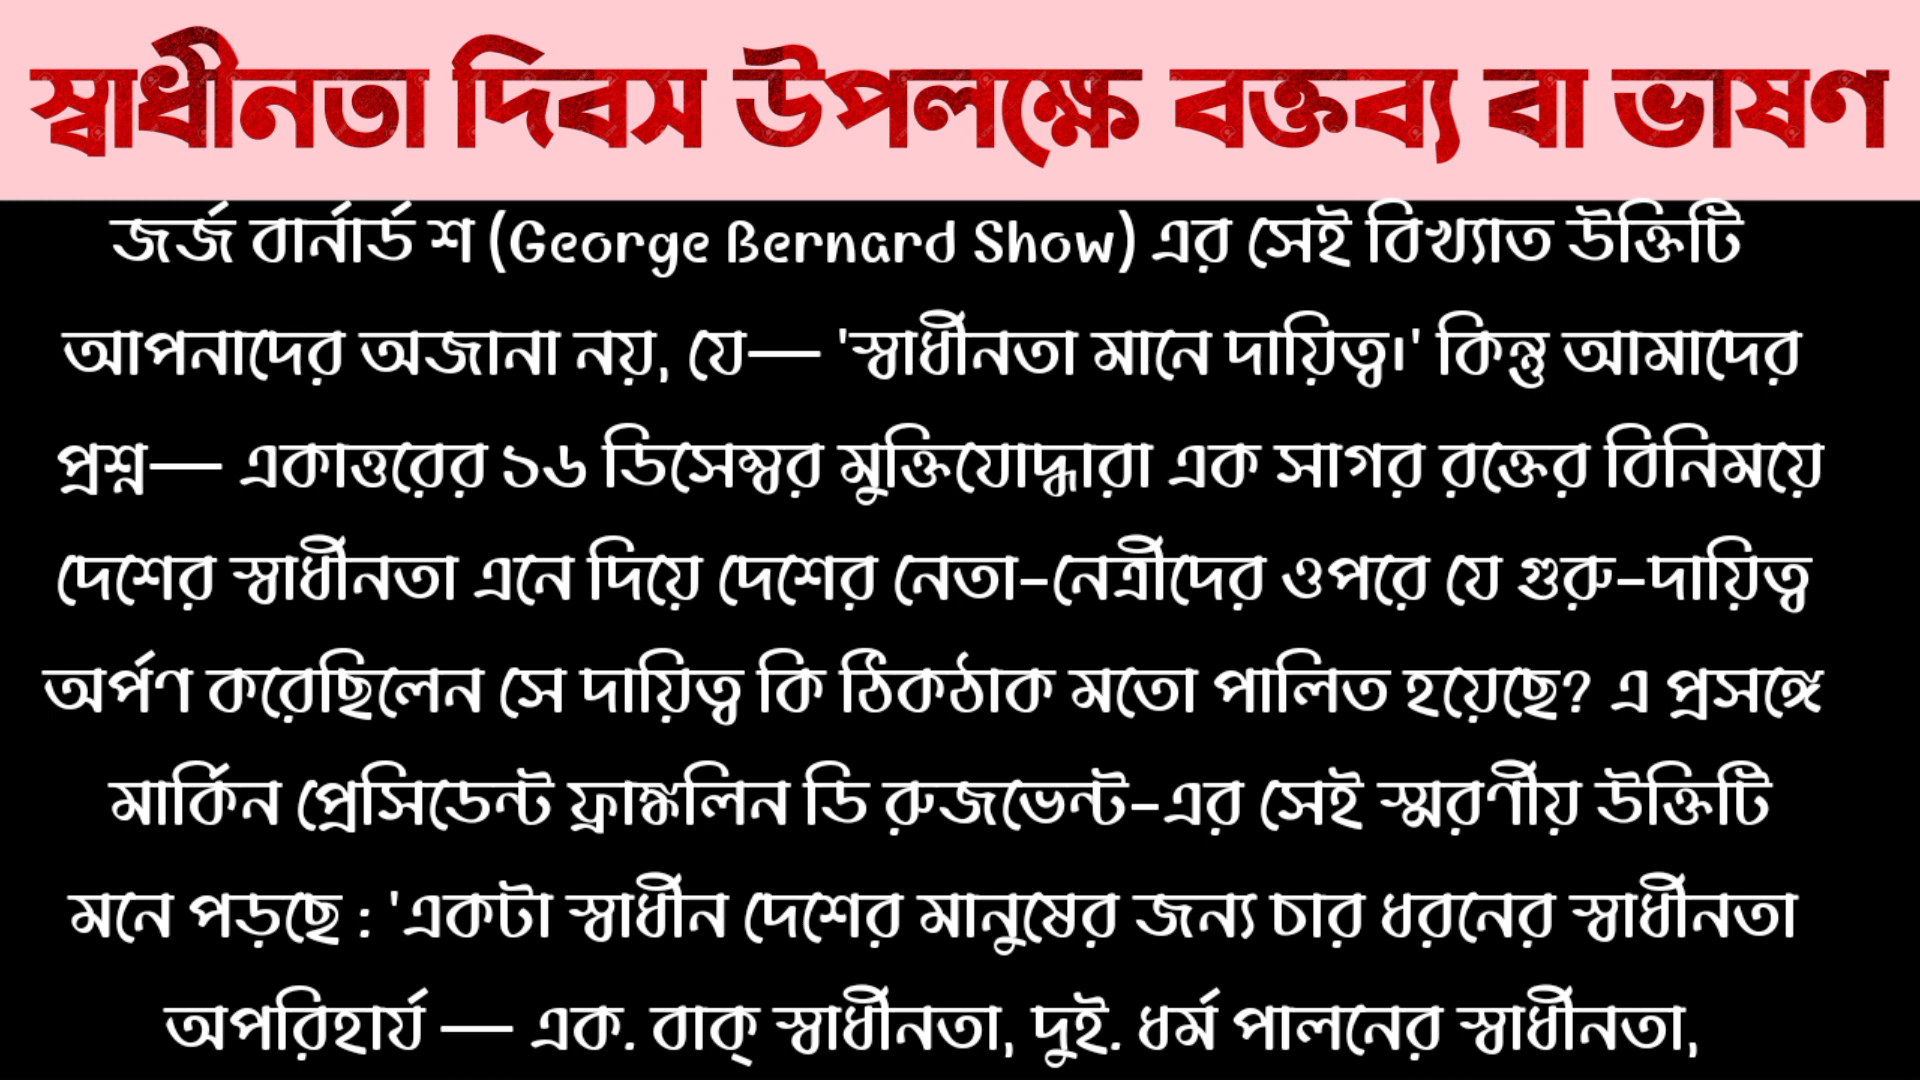 স্বাধীনতা দিবস উপলক্ষে বক্তব্য বা ভাষণ
জর্জ বার্নার্ড শ (George Bernard Show) এর সেই বিখ্যাত উক্তিটি
আপনাদের অজানা নয়, যে— 'স্বাধীনতা মানে দায়িত্ব।' কিন্তু আমাদের
প্রশ্ন— একাত্তরের ১৬ ডিসেম্বর মুক্তিযোদ্ধারা এক সাগর রক্তের বিনিময়ে
দেশের স্বাধীনতা এনে দিয়ে দেশের নেতা-নেত্রীদের ওপরে যে গুরু-দায়িত্ব
অর্পণ করেছিলেন সে দায়িত্ব কি ঠিকঠাক মতো পালিত হয়েছে? এ প্রসঙ্গে
মার্কিন প্রেসিডেন্ট ফ্রাঙ্কলিন ডি রুজভেন্ট-এর সেই স্মরণীয় উক্তিটি
মনে পড়ছে : 'একটা স্বাধীন দেশের মানুষের জন্য চার ধরনের স্বাধীনতা
অপরিহার্য — এক. বাক্ স্বাধীনতা, দুই. ধর্ম পালনের স্বাধীনতা,